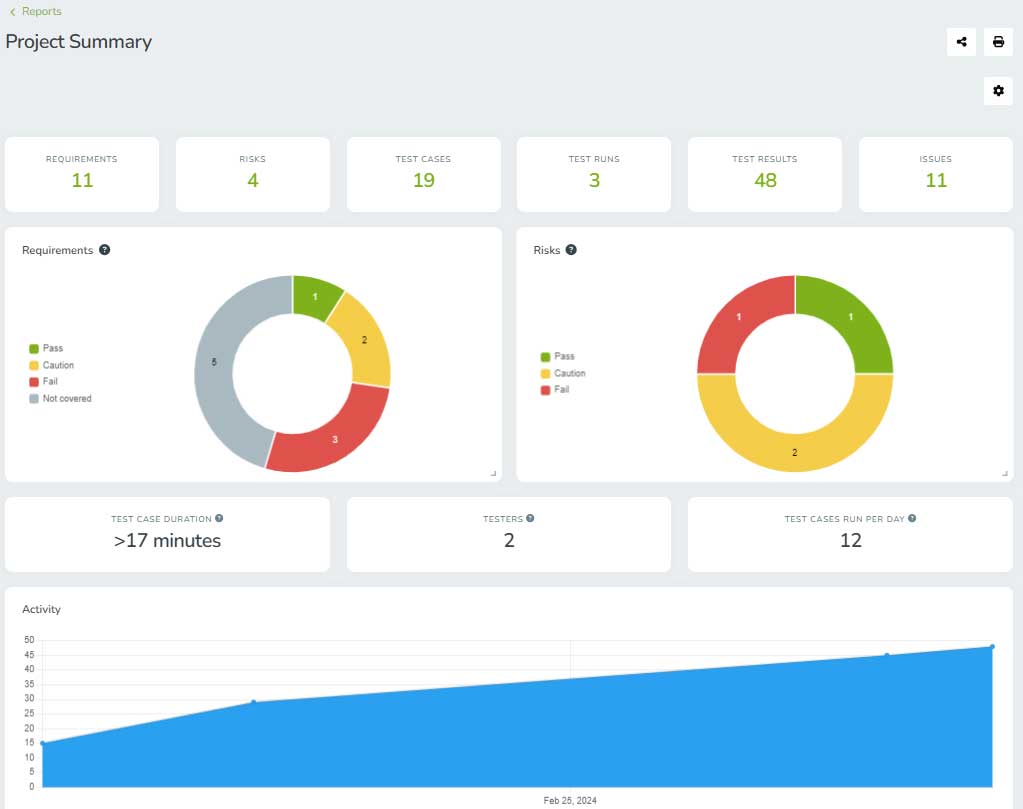 Reports
Project Summary
REQUIREMENTS
11
RISKS
4
TEST CASES
19
TEST RUNS
3
TEST RESULTS
48
ISSUES
11
Requirements ?
Pass
Caution
Fail
Not covered
1
2
3
5
Risks ?
Pass
Caution
Fail
1
1
2
TEST CASE DURATION ?
>17 minutes
TESTERS ?
2
TEST CASES RUN PER DAY ?
12
Activity
50
45
40
35
30
25
20
15
10
5
0
Feb 25, 2024